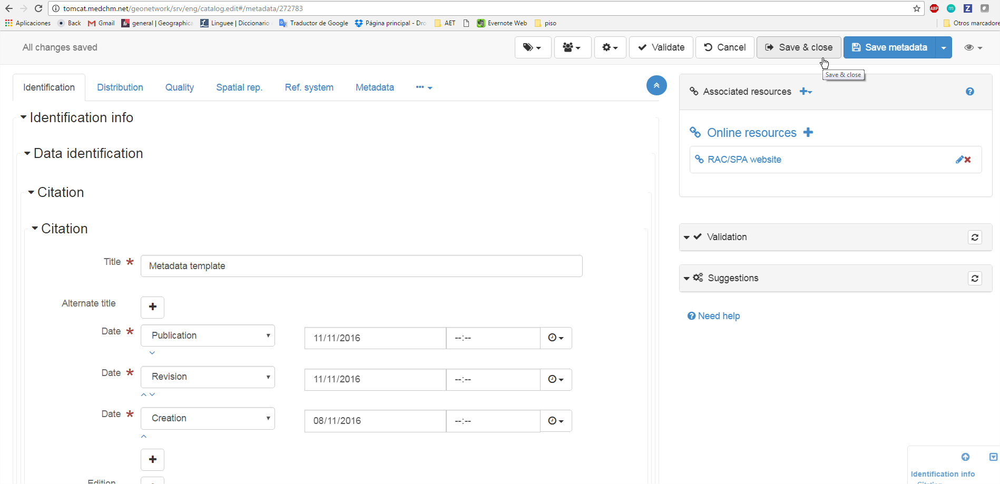 tomcat.medchm.net/geonetwork/srv/eng/catalog.edit#/metadata/272783
ABP m Z
Aplicaciones Back Gmail general | Geographica Linguee | Diccionario Traductor de Google Página principal - Dro AET Evernote Web piso Otros marcadore
All changes saved Validate Cancel Save & close Save metadata
Save & close
Identification Distribution Quality Spatial rep. Ref. system Metadata ···
Associated resources
Identification info
Online resources
Data identification
RAC/SPA website
Citation
Citation
Validation
Title * Metadata template
Suggestions
Alternate title
Need help
Date * Publication 11/11/2016 --:--
Date * Revision 11/11/2016 --:--
Date * Creation 08/11/2016 --:--
Identification info
Edition
Citation